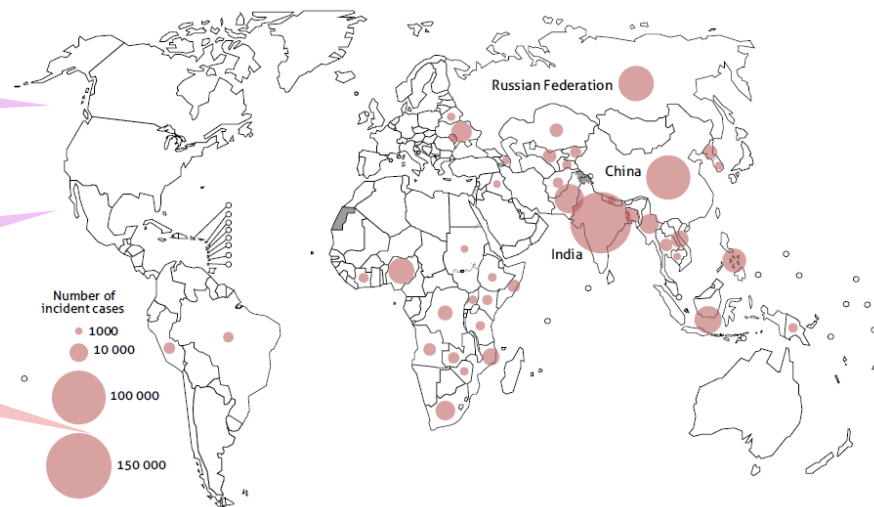 Russian Federation
China
India
Number of
incident cases
1000
10 000
100 000
150 000